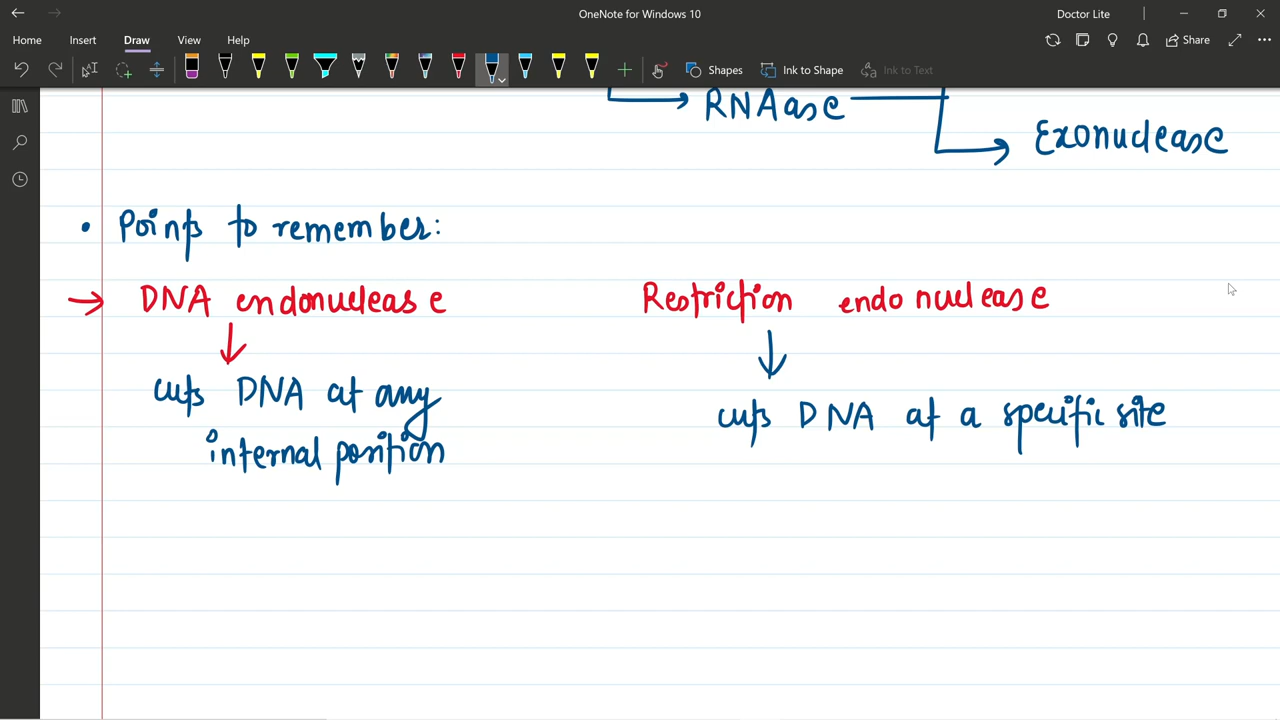 OneNote for Windows 10
Doctor Lite
Home Insert Draw View Help
Share
Shapes Ink to Shape Ink to Text
RNAase
Exonuclease
• Points to remember:
→ DNA endonuclease
Restriction endonuclease
↓
↓
cuts DNA at any
internal position
cuts DNA at a specific site